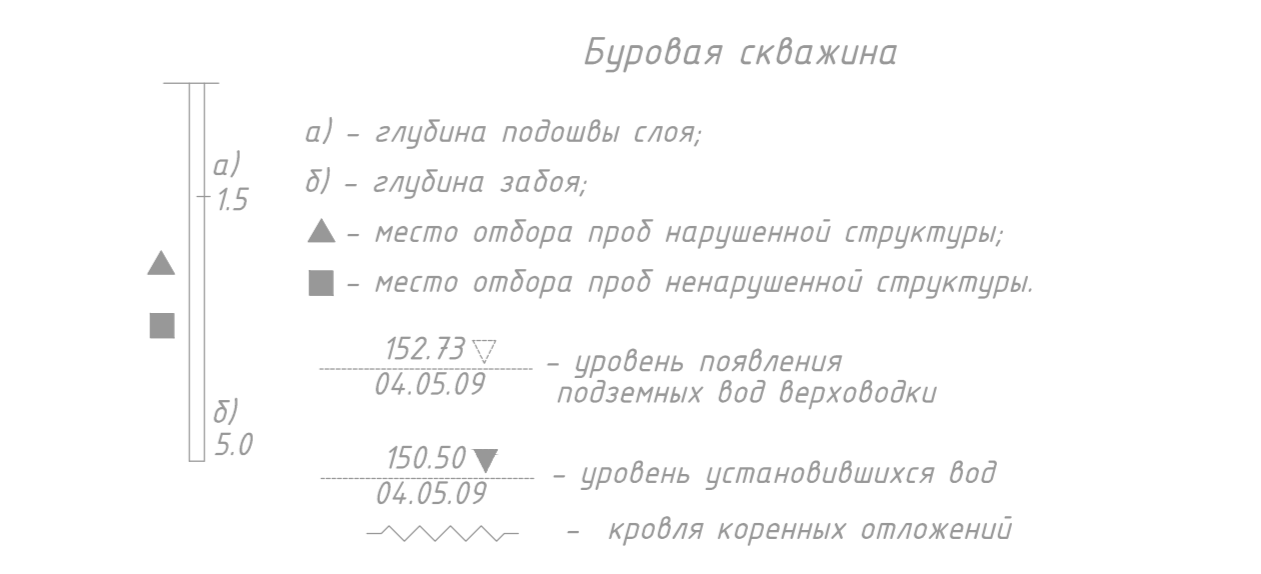 Буровая скважина
а) – глубина подошвы слоя;
а)
1.5
б) – глубина забоя;
– место отбора проб нарушенной структуры;
– место отбора проб ненарушенной структуры.
152.73
04.05.09
– уровень появления
подземных вод верховодки
б)
5.0
150.50
04.05.09
– уровень установившихся вод
– кровля коренных отложений